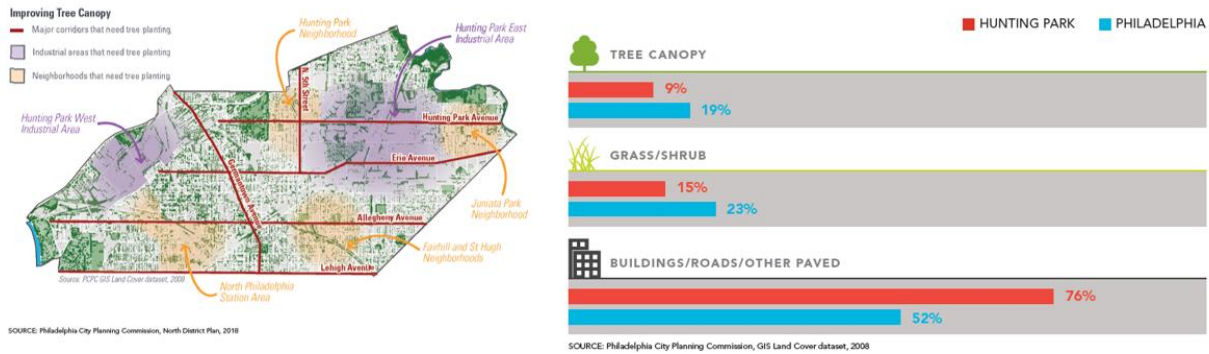 Improving Tree Canopy
Major corridors that need tree planting
Industrial areas that need tree planting
Neighborhoods that need tree planting
Hunting Park
Neighborhood
Hunting Park East
Industrial Area
N. 5th Street
Hunting Park West
Industrial Area
Hunting Park Avenue
Erie Avenue
Germantown Avenue
Juniata Park
Neighborhood
Allegheny Avenue
Fairhill and St Hugh
Neighborhoods
Lehigh Avenue
Source: PCPC GIS Land Cover dataset, 2008
North Philadelphia
Station Area
SOURCE: Philadelphia City Planning Commission, North District Plan, 2018
HUNTING PARK
PHILADELPHIA
TREE CANOPY
9%
19%
GRASS/SHRUB
15%
23%
BUILDINGS/ROADS/OTHER PAVED
76%
52%
SOURCE: Philadelphia City Planning Commission, GIS Land Cover dataset, 2008